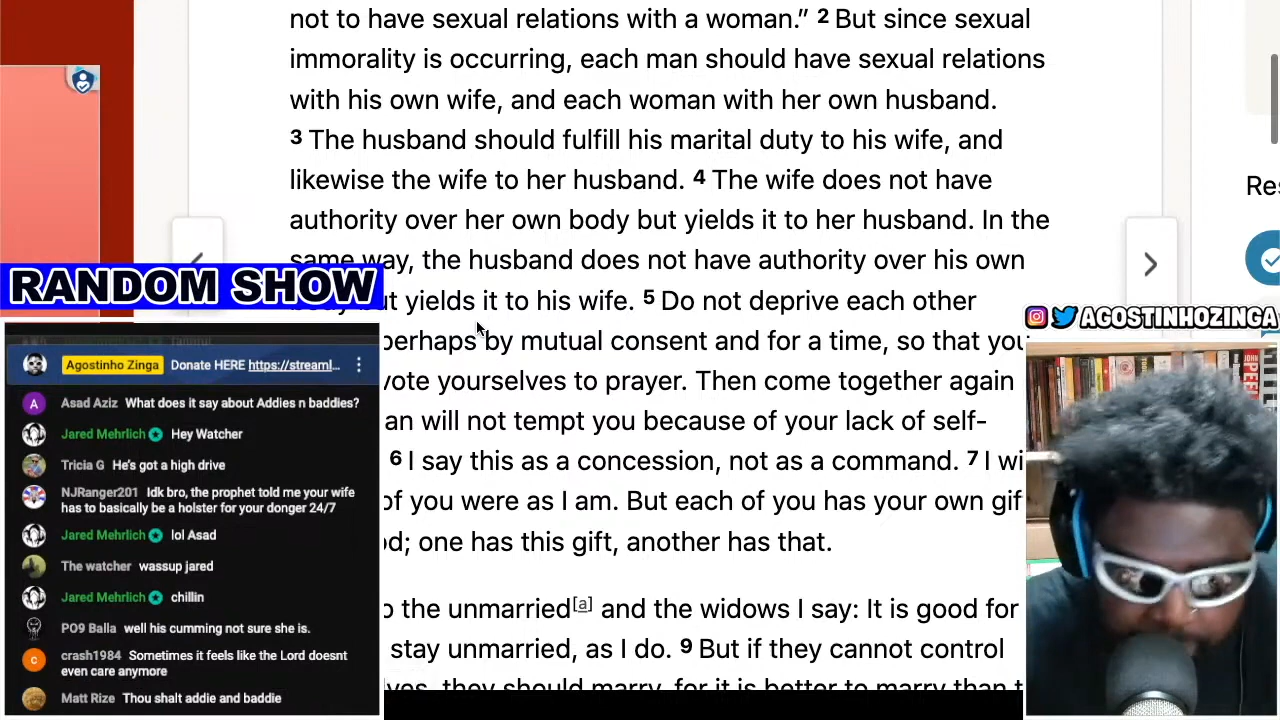 not to have sexual relations with a woman.” 2 But since sexual
immorality is occurring, each man should have sexual relations
with his own wife, and each woman with her own husband.
3 The husband should fulfill his marital duty to his wife, and
likewise the wife to her husband. 4 The wife does not have
authority over her own body but yields it to her husband. In the
same way, the husband does not have authority over his own
yields it to his wife. 5 Do not deprive each other
perhaps by mutual consent and for a time, so that you
yourselves to prayer. Then come together again
will not tempt you because of your lack of self-
6 I say this as a concession, not as a command. 7 I
of you were as I am. But each of you has your own
one has this gift, another has that.
the unmarried[a] and the widows I say: It is good for
stay unmarried, as I do. 9 But if they cannot control
they should marry, for it is better to marry than
RANDOM SHOW
Agostinho Zinga Donate HERE https://streaml...
Asad Aziz What does it say about Addies n baddies?
Jared Mehrlich Hey Watcher
Tricia G He's got a high drive
NJRanger201 Idk bro, the prophet told me your wife
has to basically be a holster for your donger 24/7
Jared Mehrlich lol Asad
The watcher wassup jared
Jared Mehrlich chillin
PO9 Balla well his cumming not sure she is.
crash1984 Sometimes it feels like the Lord doesnt
even care anymore
Matt Rize Thou shalt addie and baddie
AGOSTINHOZINGA